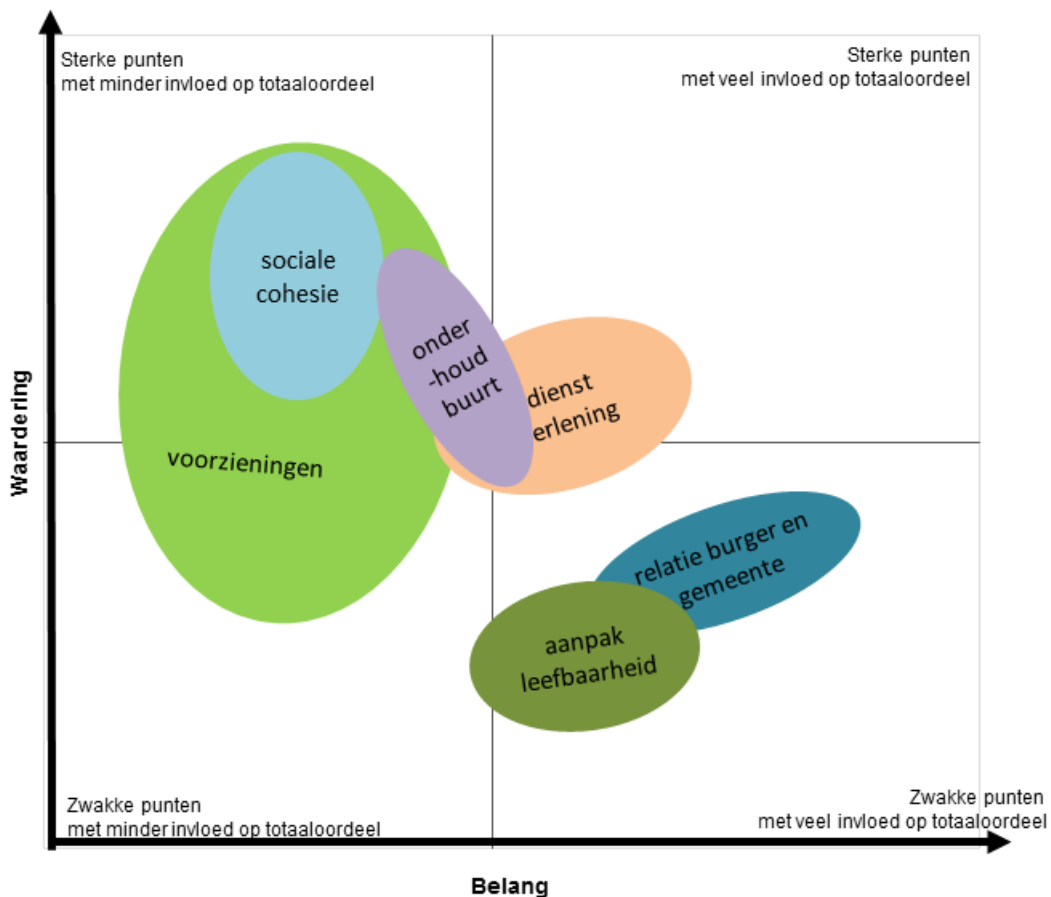 Sterke punten
met minder invloed op totaaloordeel
Sterke punten
met veel invloed op totaaloordeel
sociale
cohesie
onder
-houd
buurt
dienst
erlening
voorzieningen
Waardering
relatie burger en
gemeente
aanpak
leefbaarheid
Zwakke punten
met minder invloed op totaaloordeel
Zwakke punten
met veel invloed op totaaloordeel
Belang